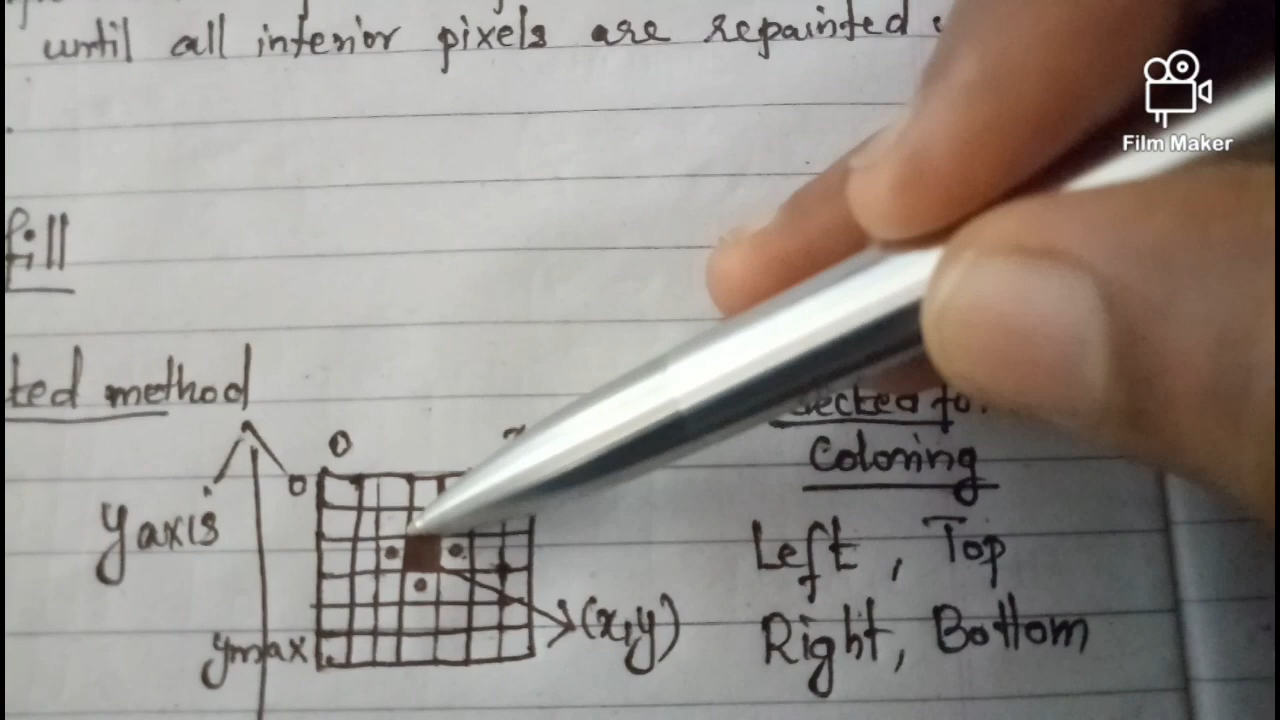 until all interior pixels are repainted
Film Maker
fill
ted method
Coloring
0
0
y axis
Left, Top
(x,y)
Right, Bottom
ymax